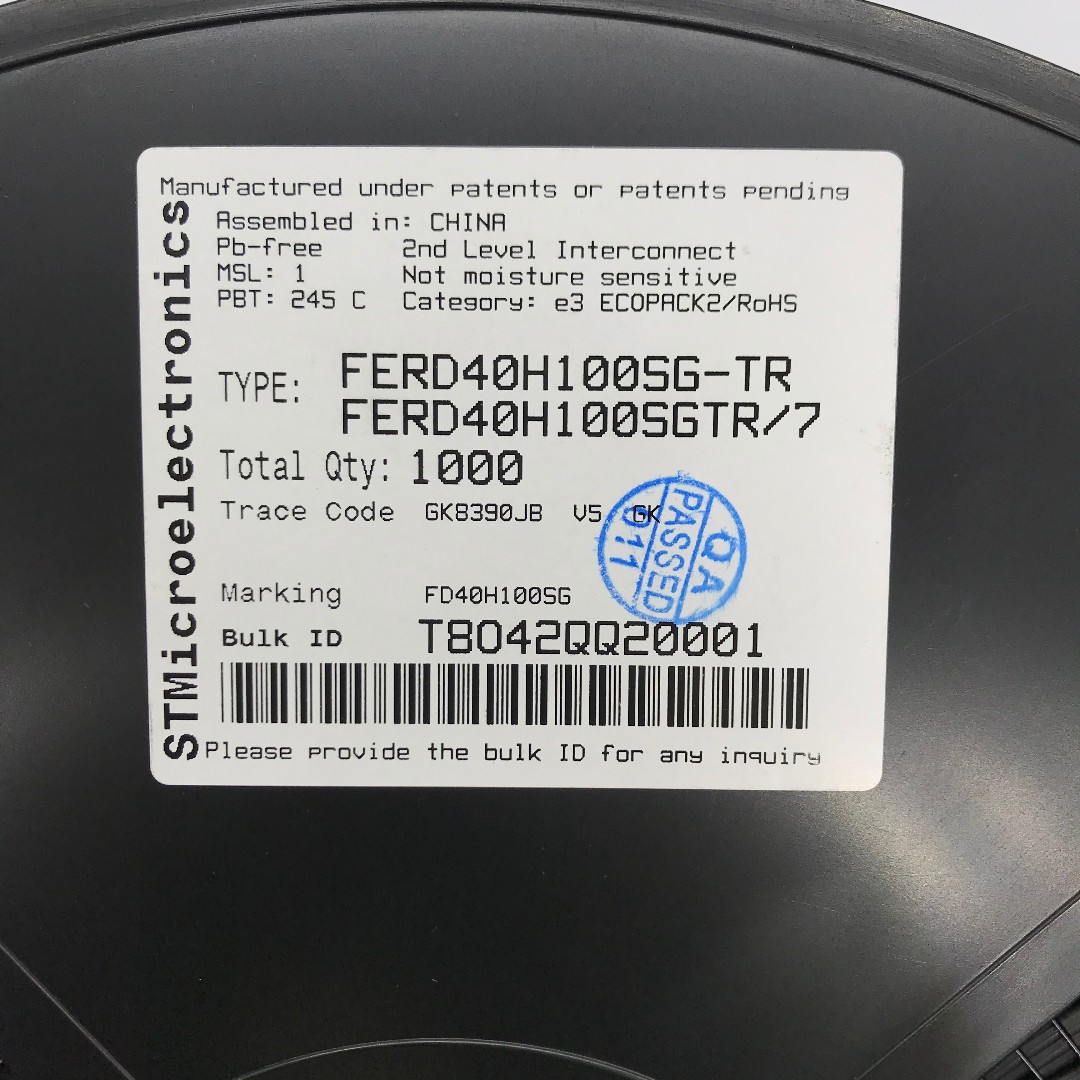 Manufactured under patents or patents pending
STMicroelectronics
Assembled in: CHINA
Pb-free 2nd Level Interconnect
MSL: 1 Not moisture sensitive
PBT: 245 C Category: e3 ECOPACK2/RoHS
TYPE: FERD40H100SG-TR
FERD40H100SGTR/7
Total Qty: 1000
Trace Code GK8390JB V5 GK
QA
PASSED
011
Marking FD40H100SG
Bulk ID T8042QQ20001
Please provide the bulk ID for any inquiry